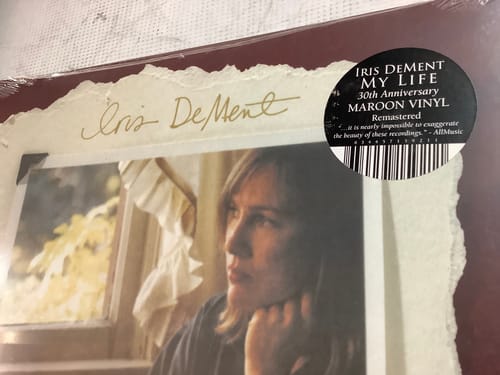 Iris DeMent
IRIS DEMENT
MY LIFE
30th Anniversary
MAROON VINYL
Remastered
"...it is nearly impossible to exaggerate
the beauty of these recordings." - AllMusic